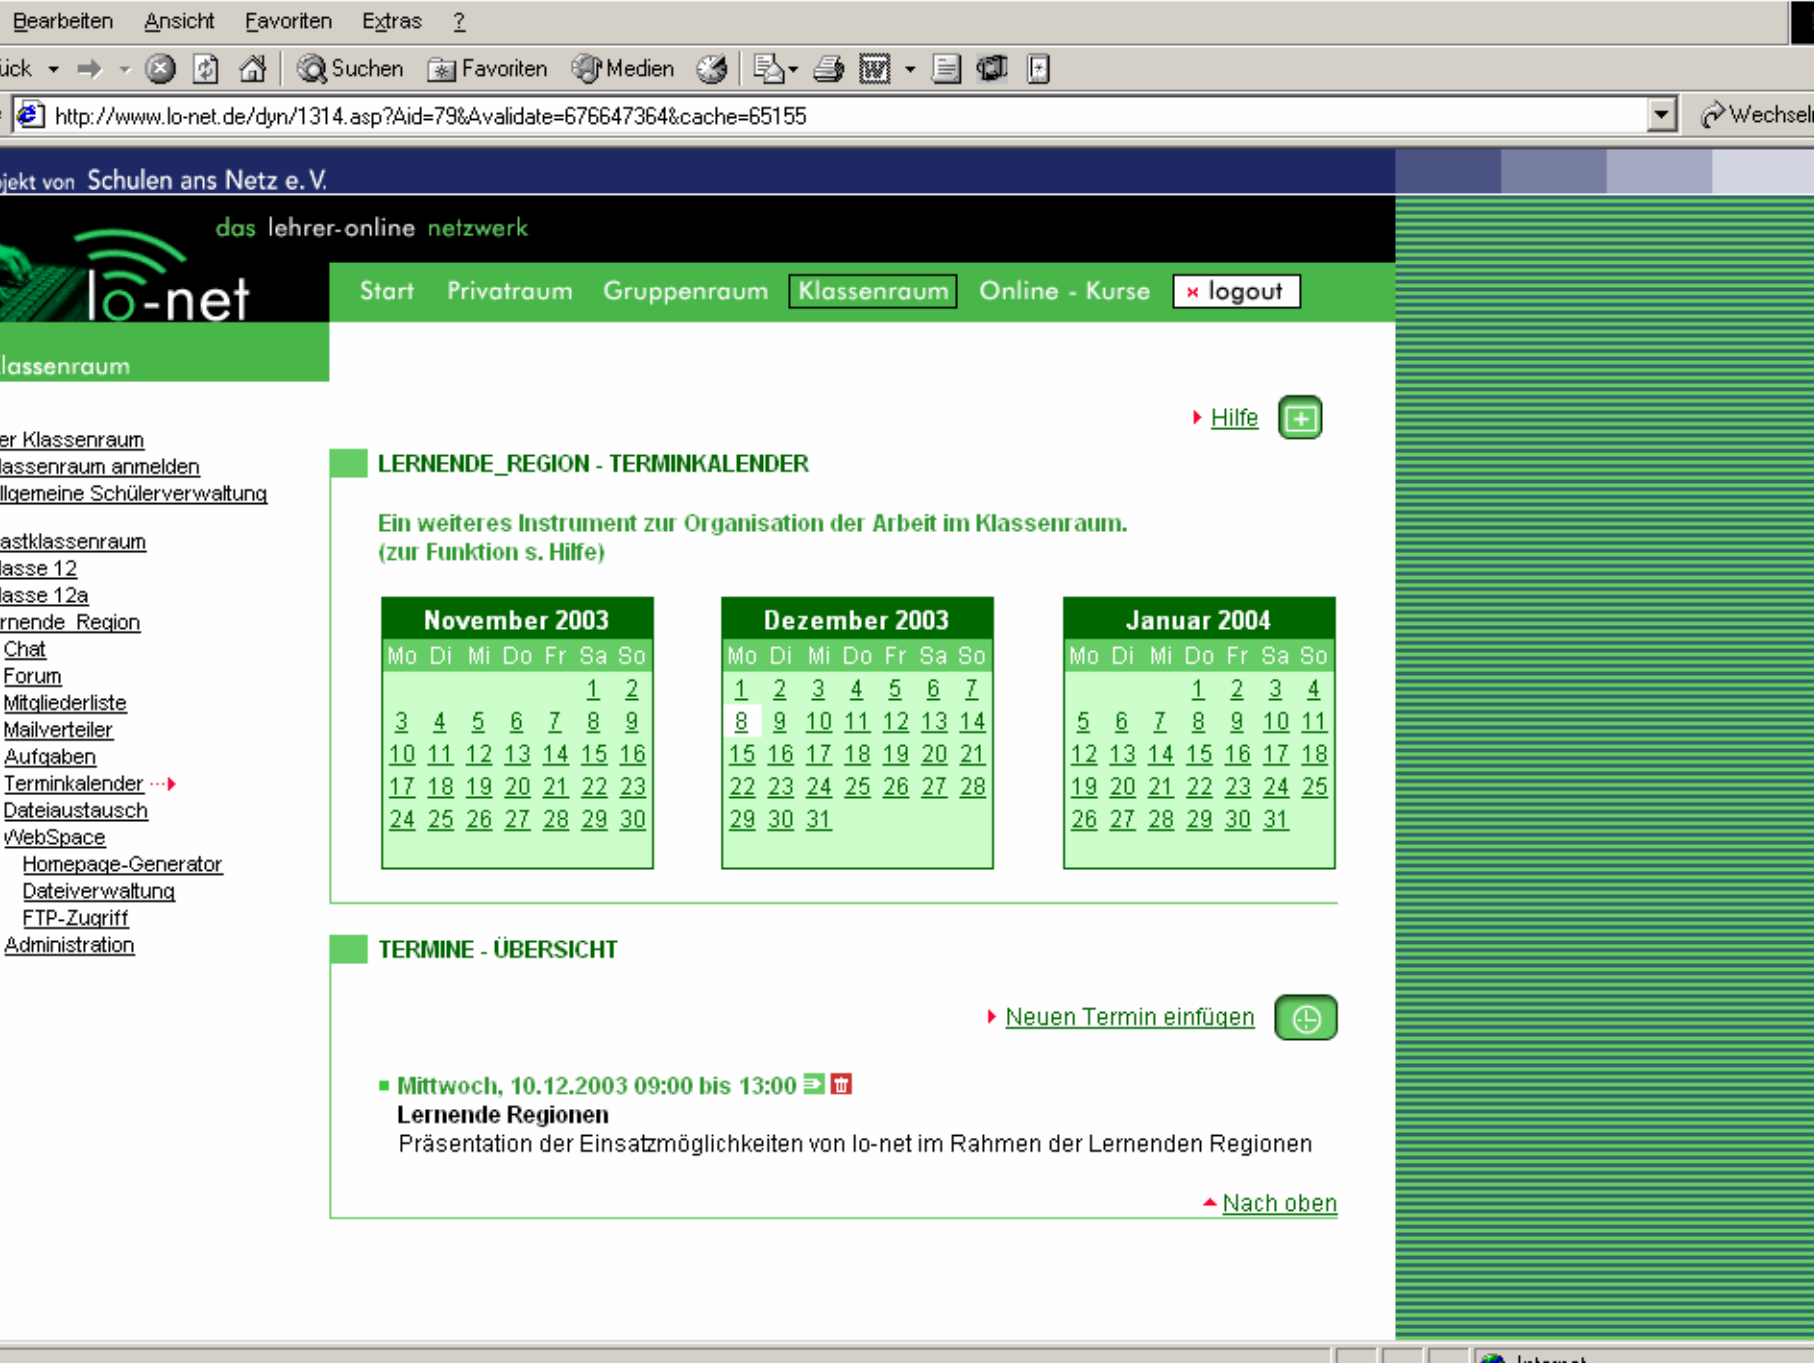 Bearbeiten Ansicht Favoriten Extras ?
ück Suchen Favoriten Medien
http://www.lo-net.de/dyn/1314.asp?Aid=79&Avalidate=676647364&cache=65155 Wechseln
jekt von Schulen ans Netz e.V.
das lehrer-online netzwerk
lo-net
Start Privatraum Gruppenraum Klassenraum Online - Kurse × logout
lassenraum
Hilfe
er Klassenraum
lassenraum anmelden
llgemeine Schülerverwaltung
astklassenraum
lasse 12
lasse 12a
rnende_Region
Chat
Forum
Mitgliederliste
Mailverteiler
Aufgaben
Terminkalender
Dateiaustausch
WebSpace
Homepage-Generator
Dateiverwaltung
FTP-Zugriff
Administration
LERNENDE_REGION - TERMINKALENDER
Ein weiteres Instrument zur Organisation der Arbeit im Klassenraum.
(zur Funktion s. Hilfe)
November 2003
Mo Di Mi Do Fr Sa So
1 2
3 4 5 6 7 8 9
10 11 12 13 14 15 16
17 18 19 20 21 22 23
24 25 26 27 28 29 30
Dezember 2003
Mo Di Mi Do Fr Sa So
1 2 3 4 5 6 7
8 9 10 11 12 13 14
15 16 17 18 19 20 21
22 23 24 25 26 27 28
29 30 31
Januar 2004
Mo Di Mi Do Fr Sa So
1 2 3 4
5 6 7 8 9 10 11
12 13 14 15 16 17 18
19 20 21 22 23 24 25
26 27 28 29 30 31
TERMINE - ÜBERSICHT
Neuen Termin einfügen
Mittwoch, 10.12.2003 09:00 bis 13:00
Lernende Regionen
Präsentation der Einsatzmöglichkeiten von lo-net im Rahmen der Lernenden Regionen
Nach oben
Internet